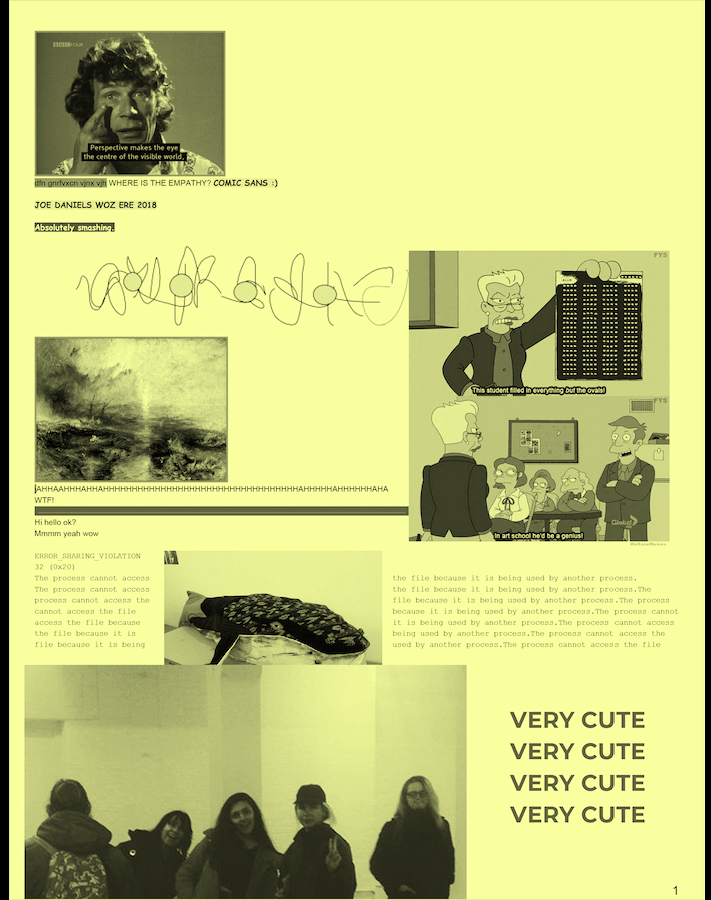 BBC FOUR
Perspective makes the eye
the centre of the visible world,
dfn gnrfvxcn vjnx vjh WHERE IS THE EMPATHY? COMIC SANS :)
JOE DANIELS WOZ ERE 2018
Absolutely smashing.
FYS
This student filled in everything but the ovals!
FYS
Global
In art school he'd be a genius!
jAHHAAHHHAHHAHHHHHHHHHHHHHHHHHHHHHHHHHHHHHHHHHHAHHHHHAHHHHHHAHA
WTF!
Hi hello ok?
Mmmm yeah wow
ERROR_SHARING_VIOLATION
32 (0x20)
The process cannot access
The process cannot access
process cannot access the
cannot access the file
access the file because
the file because it is
file because it is being
the file because it is being used by another process.
the file because it is being used by another process.The
file because it is being used by another process.The process
because it is being used by another process.The process cannot
it is being used by another process.The process cannot access
being used by another process.The process cannot access the
used by another process.The process cannot access the file
VERY CUTE
VERY CUTE
VERY CUTE
VERY CUTE
1